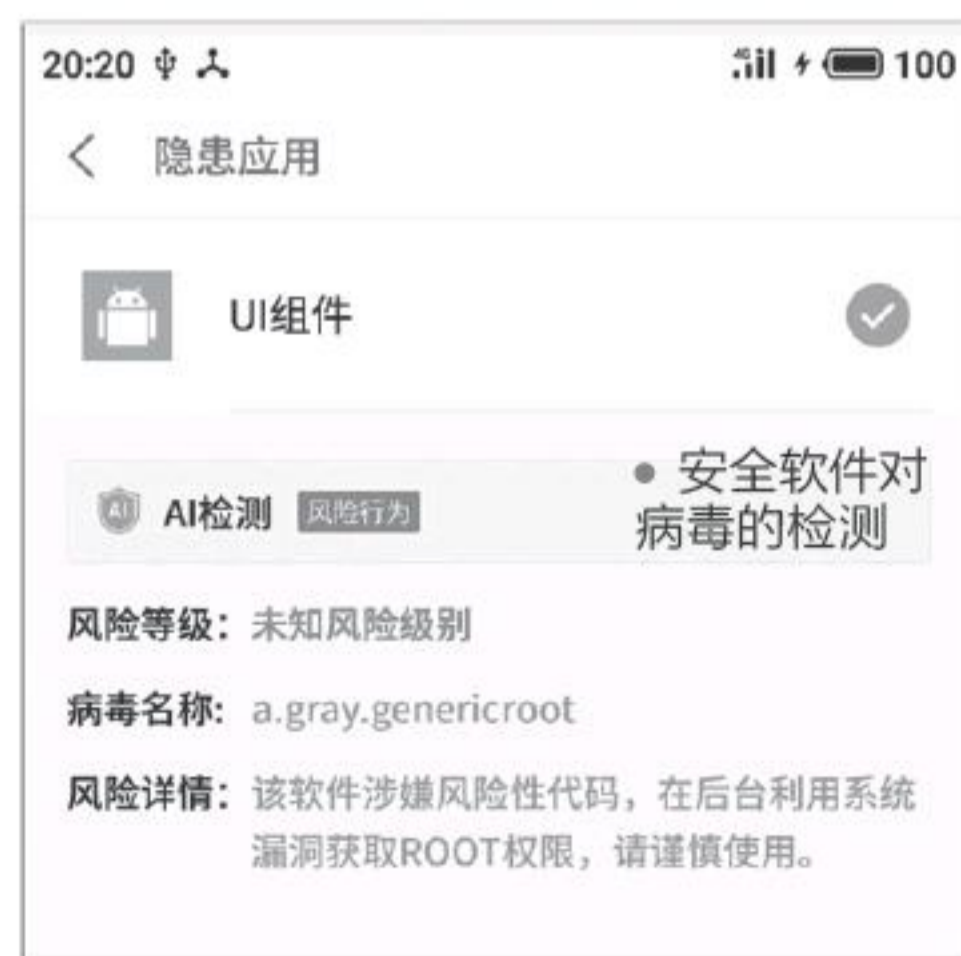 20:20 4G 100
隐患应用
UI组件
• 安全软件对
病毒的检测
AI AI检测 风险行为
风险等级：未知风险级别
病毒名称: a.gray.genericroot
风险详情：该软件涉嫌风险性代码，在后台利用系统
漏洞获取ROOT权限，请谨慎使用。